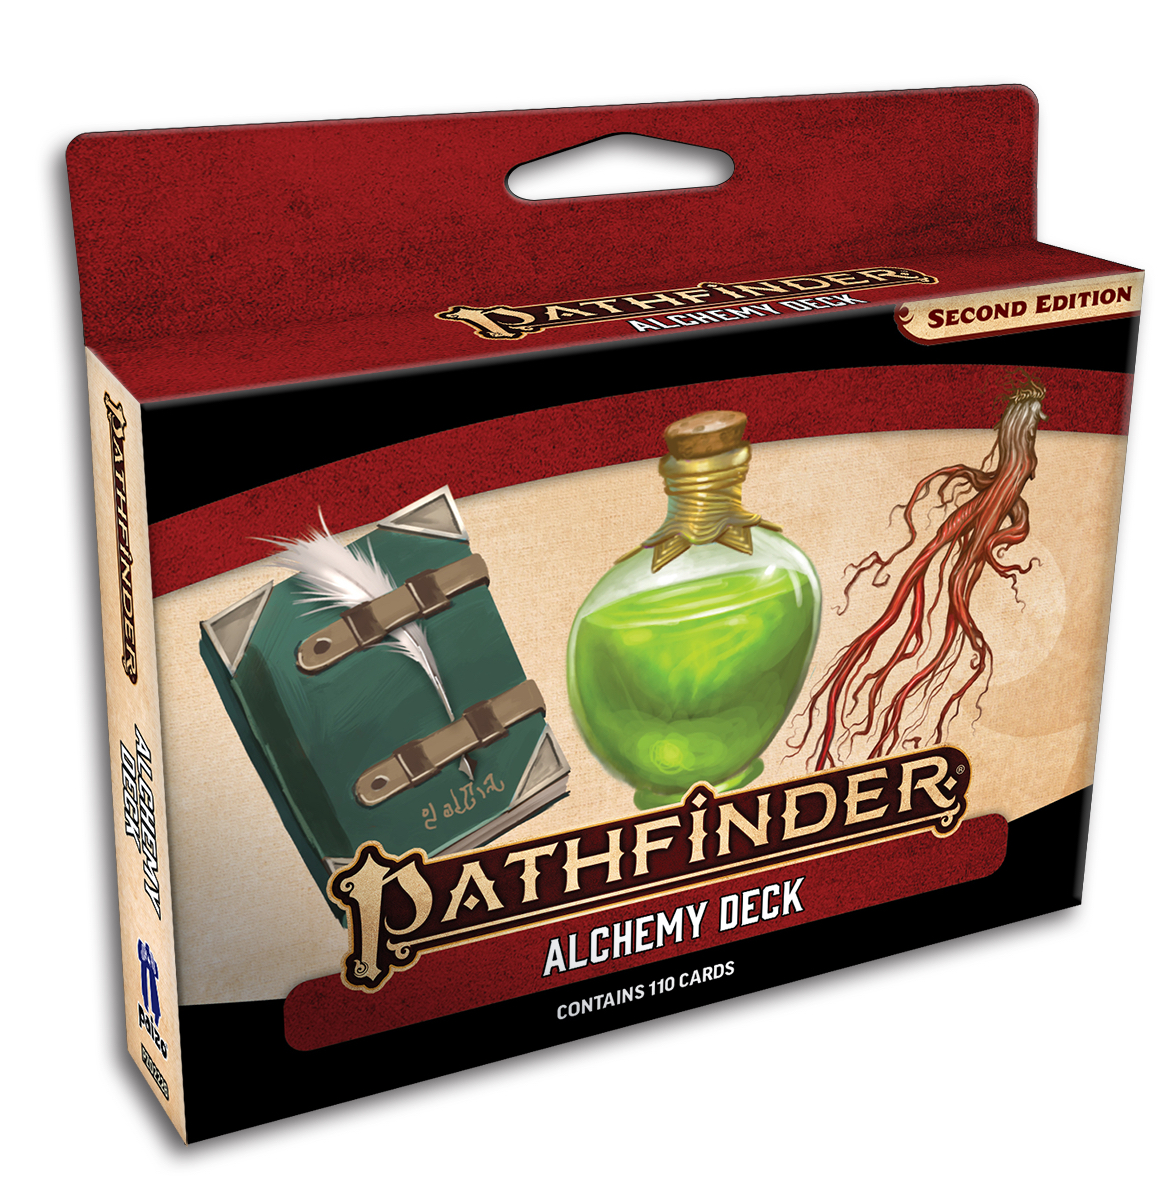 PATHFINDER
ALCHEMY DECK
SECOND EDITION
PATHFINDER
ALCHEMY
DECK
paizo
PATHFINDER®
ALCHEMY DECK
CONTAINS 110 CARDS